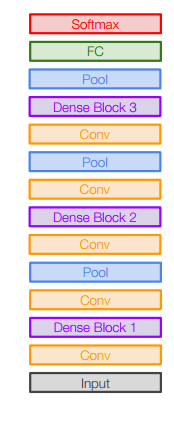 Softmax
FC
Pool
Dense Block 3
Conv
Pool
Conv
Dense Block 2
Conv
Pool
Conv
Dense Block 1
Conv
Input